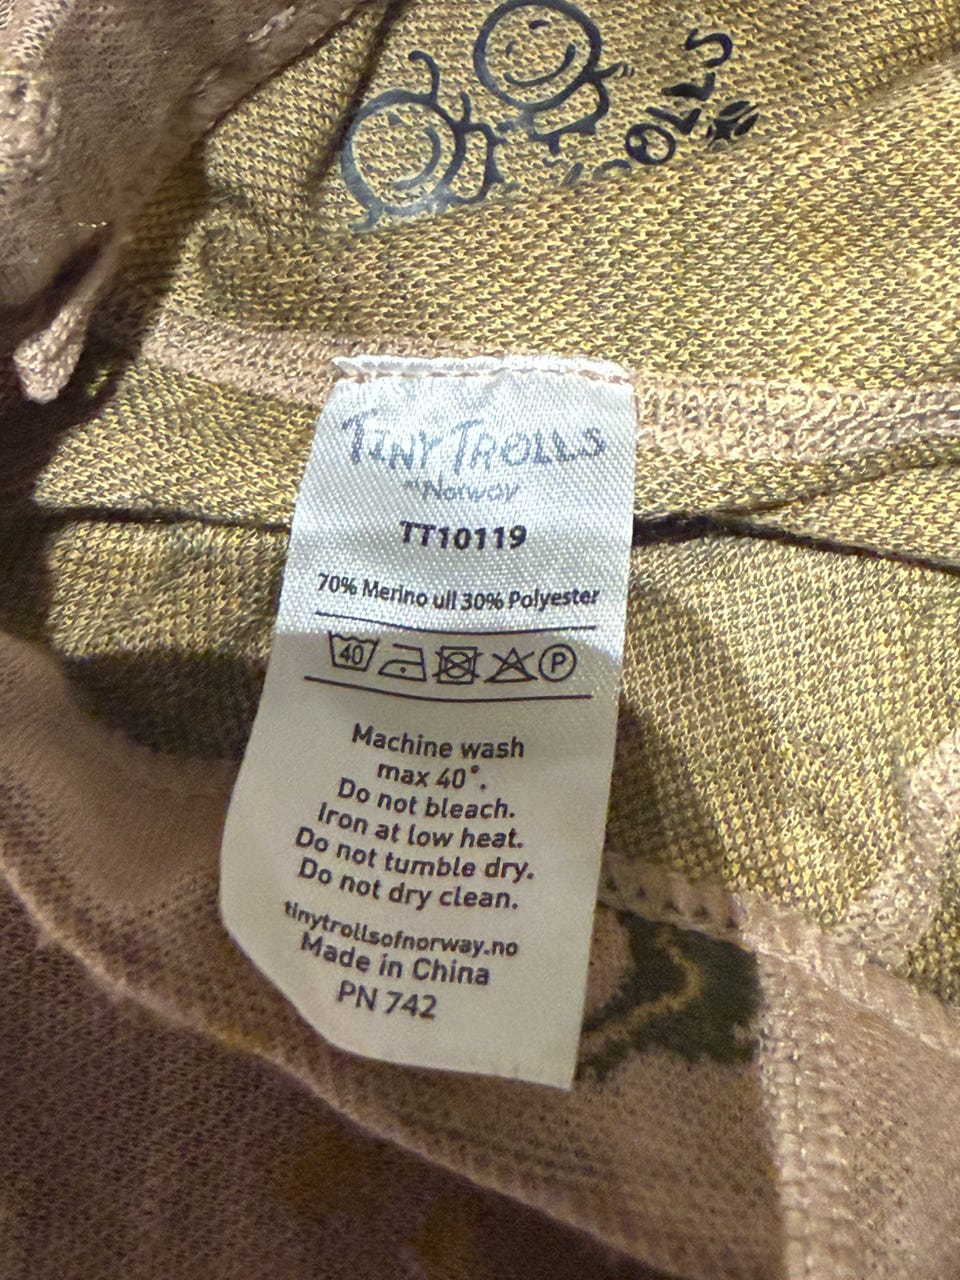 TINY TROLLS
of Norway
TT10119
70% Merino ull 30% Polyester
40 P
Machine wash
max 40°.
Do not bleach.
Iron at low heat.
Do not tumble dry.
Do not dry clean.
tinytrollsofnorway.no
Made in China
PN 742